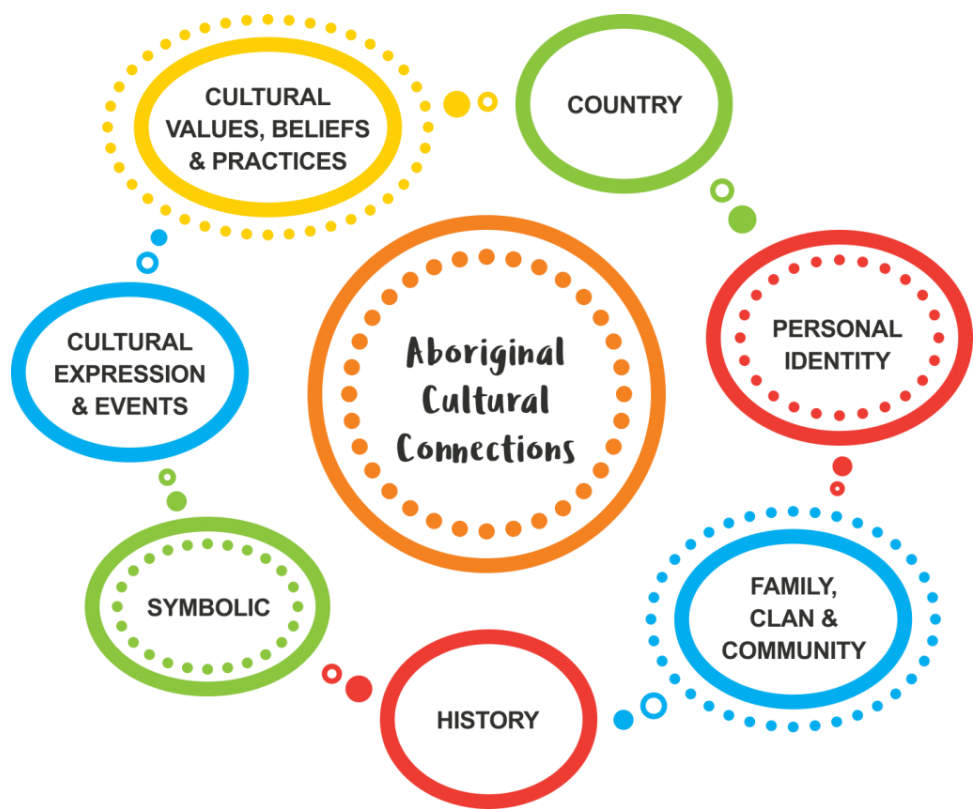 CULTURAL
VALUES, BELIEFS
& PRACTICES
COUNTRY
PERSONAL
IDENTITY
FAMILY,
CLAN &
COMMUNITY
HISTORY
SYMBOLIC
CULTURAL
EXPRESSION
& EVENTS
Aboriginal
Cultural
Connections